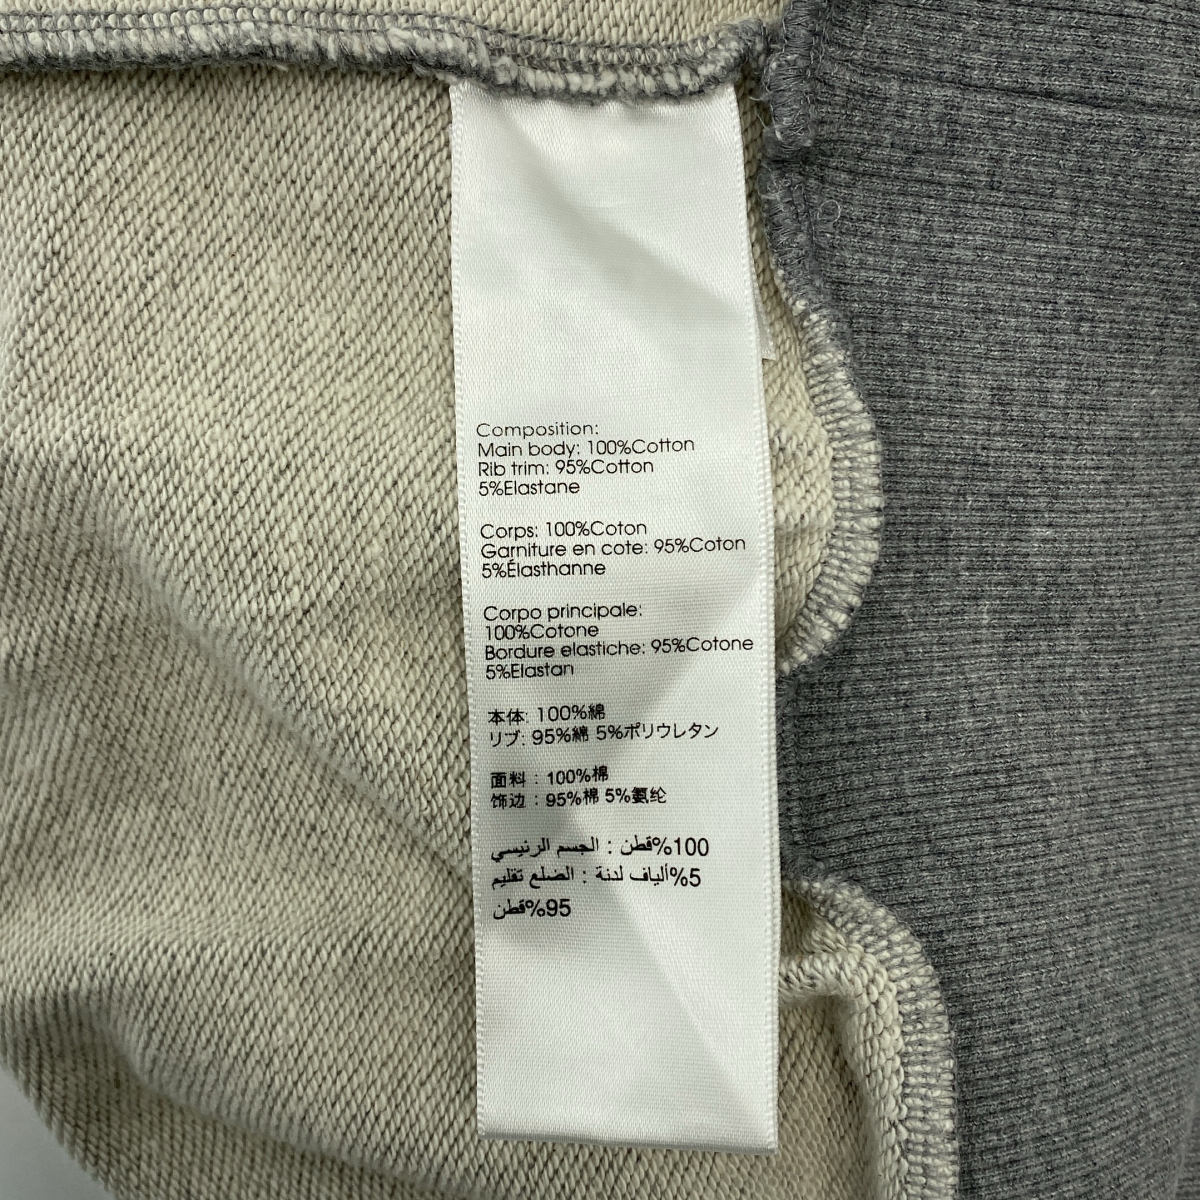 Composition:
Main body: 100%Cotton
Rib trim: 95%Cotton
5%Elastane
Corps: 100%Coton
Garniture en cote: 95%Coton
5%Élasthanne
Corpo principale:
100%Cotone
Bordure elastiche: 95%Cotone
5%Elastan
本体: 100%綿
リブ: 95%綿 5%ポリウレタン
面料：100%棉
饰边：95%棉 5%氨纶
100%قطن : الجسم الرئيسي
5%ألياف لدنة : الضلع تقليم
95%قطن